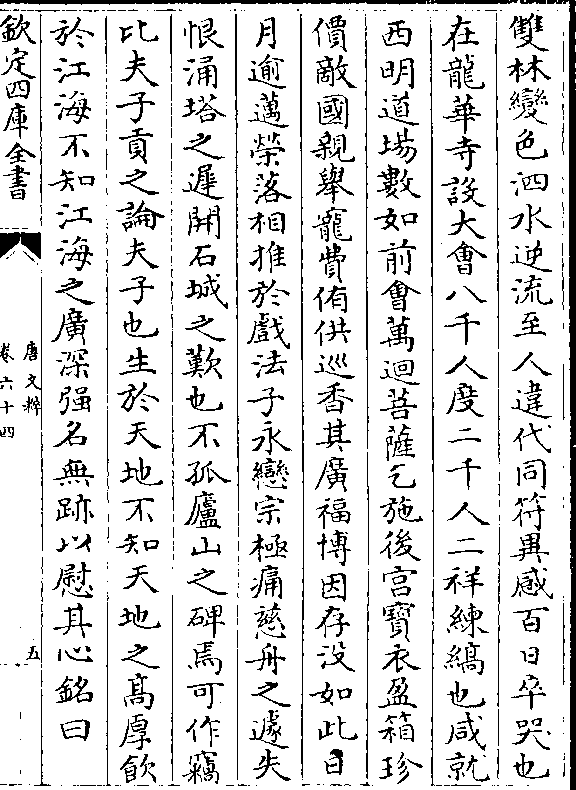 雙林變色泗水逆流至人違代同符異感百日卒哭也
在龍華寺設大會八千人度二千人二祥練縞也咸就
西明道場數如前會萬迴菩薩乞施後宫寶衣盈箱珍
價敵國親舉寵費侑供巡香其廣福博因存没如此日
月逾邁榮落相推於戲法子永戀宗極痛慈舟之遽失
恨涌塔之遲開石城之歎也不孤廬山之碑焉可作竊
比夫子貢之論夫子也生於天地不知天地之髙厚飲
於江海不知江海之廣深强名無跡以慰其心銘曰
欽定四庫全書
唐文粹
卷六十四
五